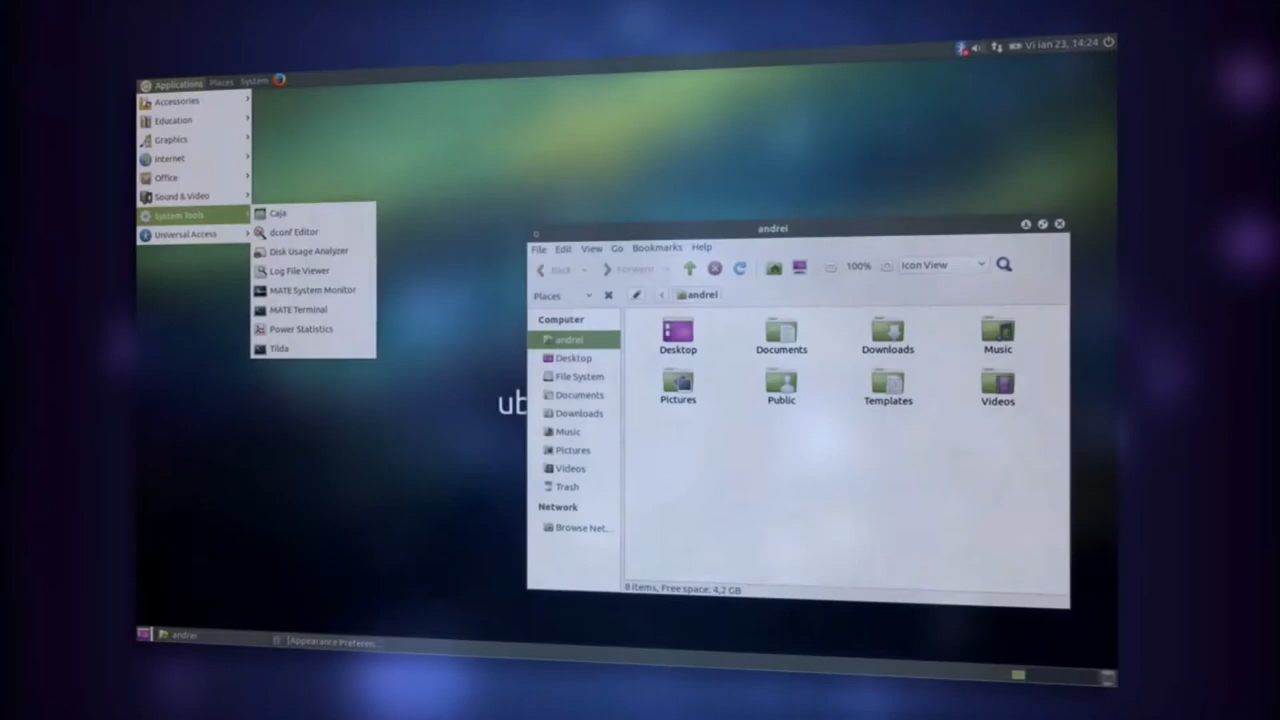 Applications Places System
Vi ian 23, 14:24
Accessories
Education
Graphics
Internet
Office
Sound & Video
System Tools
Universal Access
Caja
dconf Editor
Disk Usage Analyzer
Log File Viewer
MATE System Monitor
MATE Terminal
Power Statistics
Tilda
ub
andrei
File Edit View Go Bookmarks Help
Back Forward 100% Icon View
Places andrei
Computer
andrei
Desktop
File System
Documents
Downloads
Music
Pictures
Videos
Trash
Network
Browse Net...
Desktop Documents Downloads Music
Pictures Public Templates Videos
8 items, Free space: 4,2 GB
andrei [Appearance Preferen...